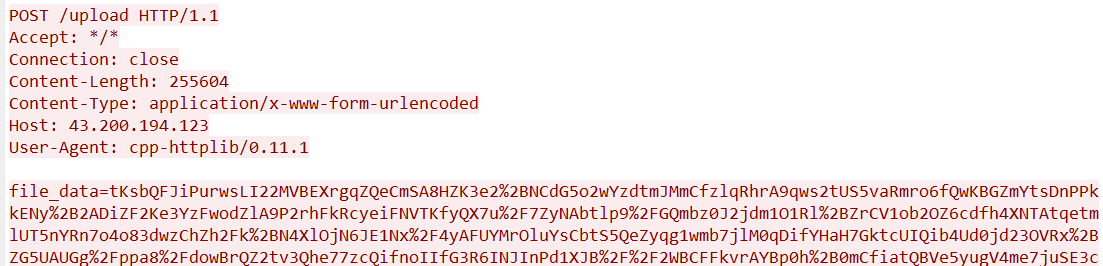 POST /upload HTTP/1.1
Accept: */*
Connection: close
Content-Length: 255604
Content-Type: application/x-www-form-urlencoded
Host: 43.200.194.123
User-Agent: cpp-httplib/0.11.1
file_data=tKsbQFJiPurwsLI22MVBEXrgqZQeCmSA8HZK3e2%2BNCdG5o2wYzdtmJMmCfzlqRhrA9qws2tUS5vaRmro6fQwKBGZmYtsDnPPk
kENy%2B2ADiZF2Ke3YzFwodZlA9P2rhFkRcyeiFNVTKfyQX7u%2F7ZyNAbtlp9%2FGQmbz0J2jdm1O1Rl%2BZrCV1ob2OZ6cdfh4XNTAtqetm
lUT5nYRn7o4o83dwzChZh2Fk%2BN4XlOjN6JE1Nx%2F4yAFUYMrOluYsCbtS5QeZyqg1wmb7jlM0qDifYHaH7GktcUIQib4Ud0jd23OVRx%2B
ZG5UAUGg%2Fppa8%2FdowBrQZ2tv3Qhe77zcQifnoIIfG3R6INJInPd1XJB%2F%2F2WBCFFkvrAYBp0h%2B0mCfiatQBVe5yugV4me7juSE3c